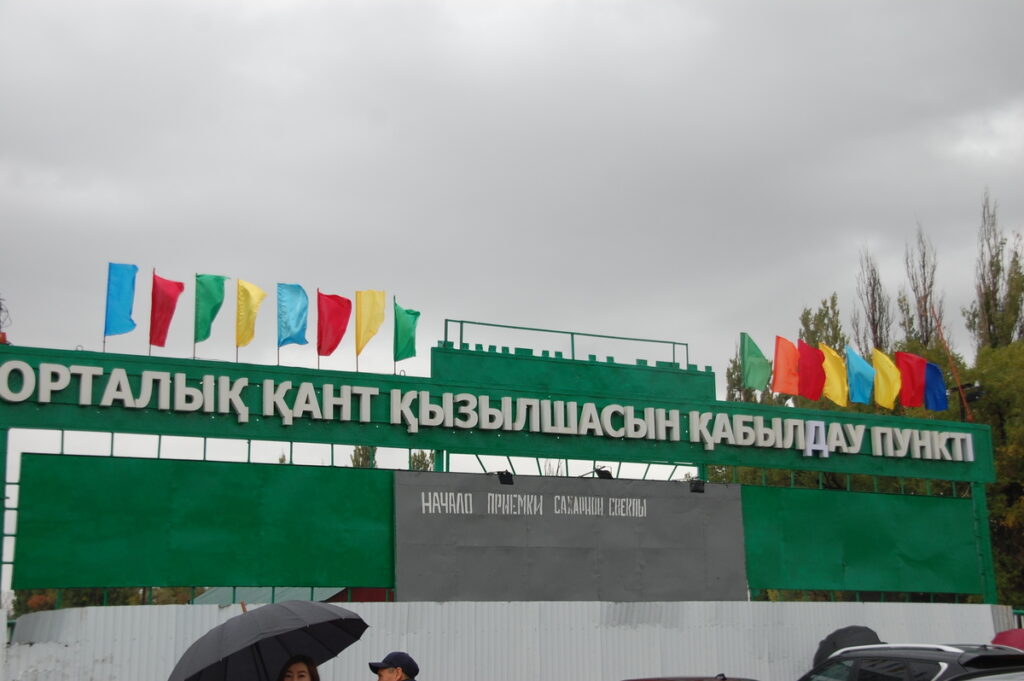 ОРТАЛЫҚ ҚАНТ ҚЫЗЫЛШАСЫН ҚАБЫЛДАУ ПУНКТІ
НАЧАЛО ПРИЕМКИ САХАРНОЙ СВЕКЛЫ